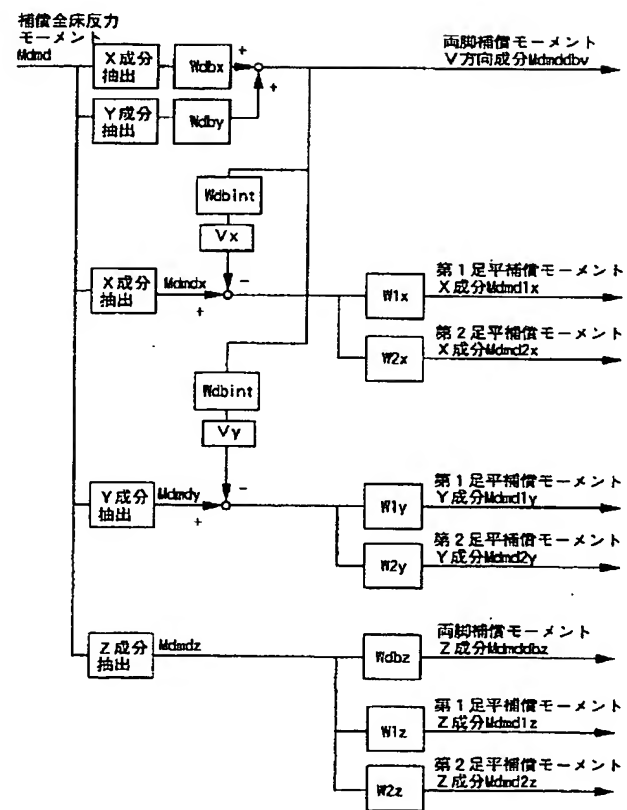 補償全床反力
モーメント
Mdmd
X成分
抽出
Wdbx
+
+
両脚補償モーメント
V方向成分Mdmddbv
Y成分
抽出
Wdby
Wdbint
Vx
X成分
抽出
Mdmdx
+
-
W1x
第1足平補償モーメント
X成分Mdmd1x
W2x
第2足平補償モーメント
X成分Mdmd2x
Wdbint
Vy
Y成分
抽出
Mdmdy
+
-
W1y
第1足平補償モーメント
Y成分Mdmd1y
W2y
第2足平補償モーメント
Y成分Mdmd2y
Z成分
抽出
Mdmdz
Wdbz
両脚補償モーメント
Z成分Mdmddbz
W1z
第1足平補償モーメント
Z成分Mdmd1z
W2z
第2足平補償モーメント
Z成分Mdmd2z